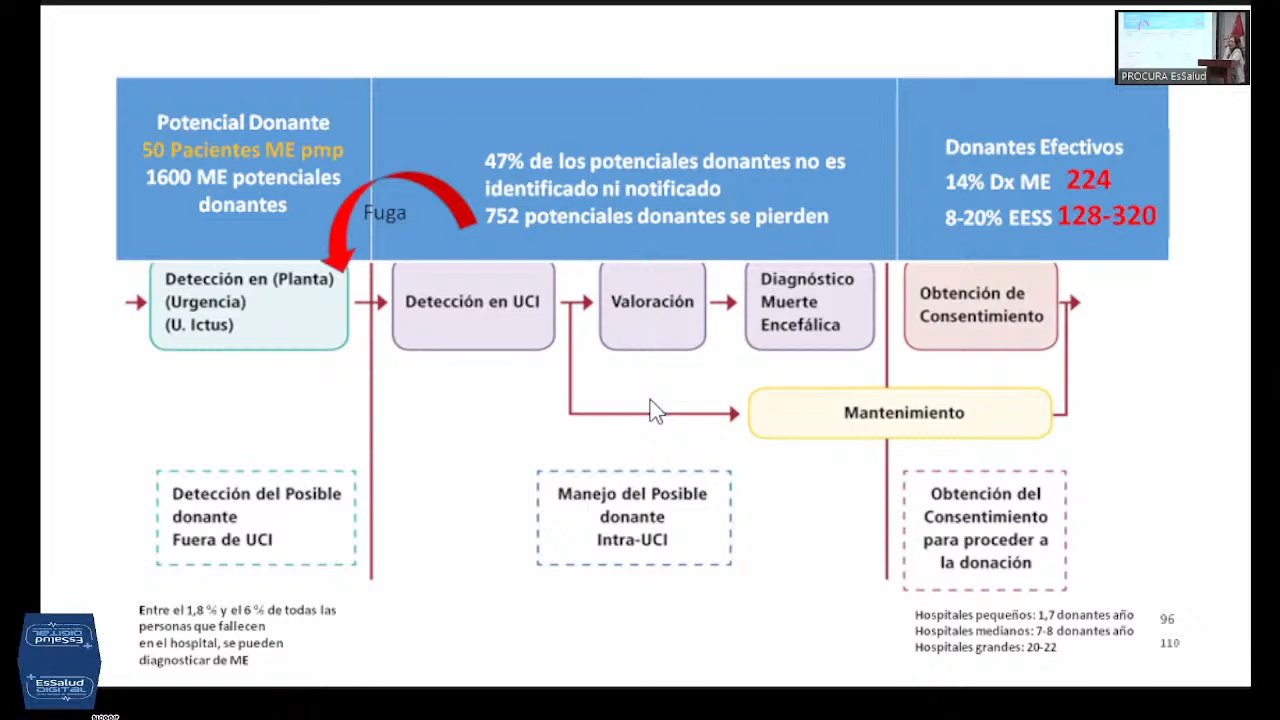 PROCURA EsSalud
Potencial Donante
50 Pacientes ME pmp
1600 ME potenciales
donantes
Fuga
47% de los potenciales donantes no es
identificado ni notificado
752 potenciales donantes se pierden
Donantes Efectivos
14% Dx ME 224
8-20% EESS 128-320
Detección en (Planta)
(Urgencia)
(U. Ictus)
Detección en UCI
Valoración
Diagnóstico
Muerte
Encefálica
Obtención de
Consentimiento
Mantenimiento
Detección del Posible
donante
Fuera de UCI
Manejo del Posible
donante
Intra-UCI
Obtención del
Consentimiento
para proceder a
la donación
Entre el 1,8 % y el 6 % de todas las
personas que fallecen
en el hospital, se pueden
diagnosticar de ME
Hospitales pequeños: 1,7 donantes año
Hospitales medianos: 7-8 donantes año
Hospitales grandes: 20-22
96
110
EsSalud
DIGITAL
EsSalud
DIGITAL